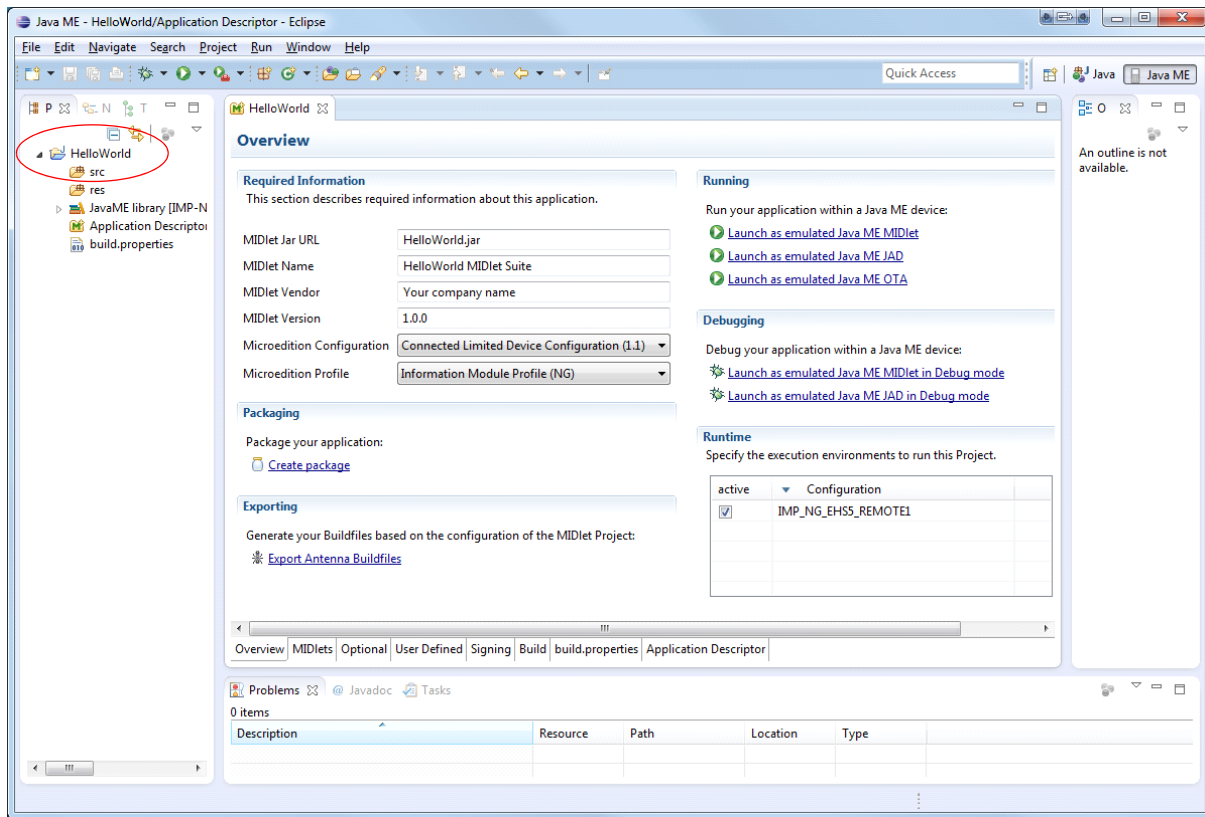 Java ME - HelloWorld/Application Descriptor - Eclipse
File Edit Navigate Search Project Run Window Help
Quick Access
Java
Java ME
P
N
T
HelloWorld
src
res
JavaME library [IMP-N
Application Descriptor
build.properties
HelloWorld
Overview
Required Information
This section describes required information about this application.
MIDlet Jar URL HelloWorld.jar
MIDlet Name HelloWorld MIDlet Suite
MIDlet Vendor Your company name
MIDlet Version 1.0.0
Microedition Configuration Connected Limited Device Configuration (1.1)
Microedition Profile Information Module Profile (NG)
Packaging
Package your application:
Create package
Exporting
Generate your Buildfiles based on the configuration of the MIDlet Project:
Export Antenna Buildfiles
Running
Run your application within a Java ME device:
Launch as emulated Java ME MIDlet
Launch as emulated Java ME JAD
Launch as emulated Java ME OTA
Debugging
Debug your application within a Java ME device:
Launch as emulated Java ME MIDlet in Debug mode
Launch as emulated Java ME JAD in Debug mode
Runtime
Specify the execution environments to run this Project.
active Configuration
IMP_NG_EHS5_REMOTE1
Overview MIDlets Optional User Defined Signing Build build.properties Application Descriptor
O
An outline is not
available.
Problems @ Javadoc Tasks
0 items
Description Resource Path Location Type